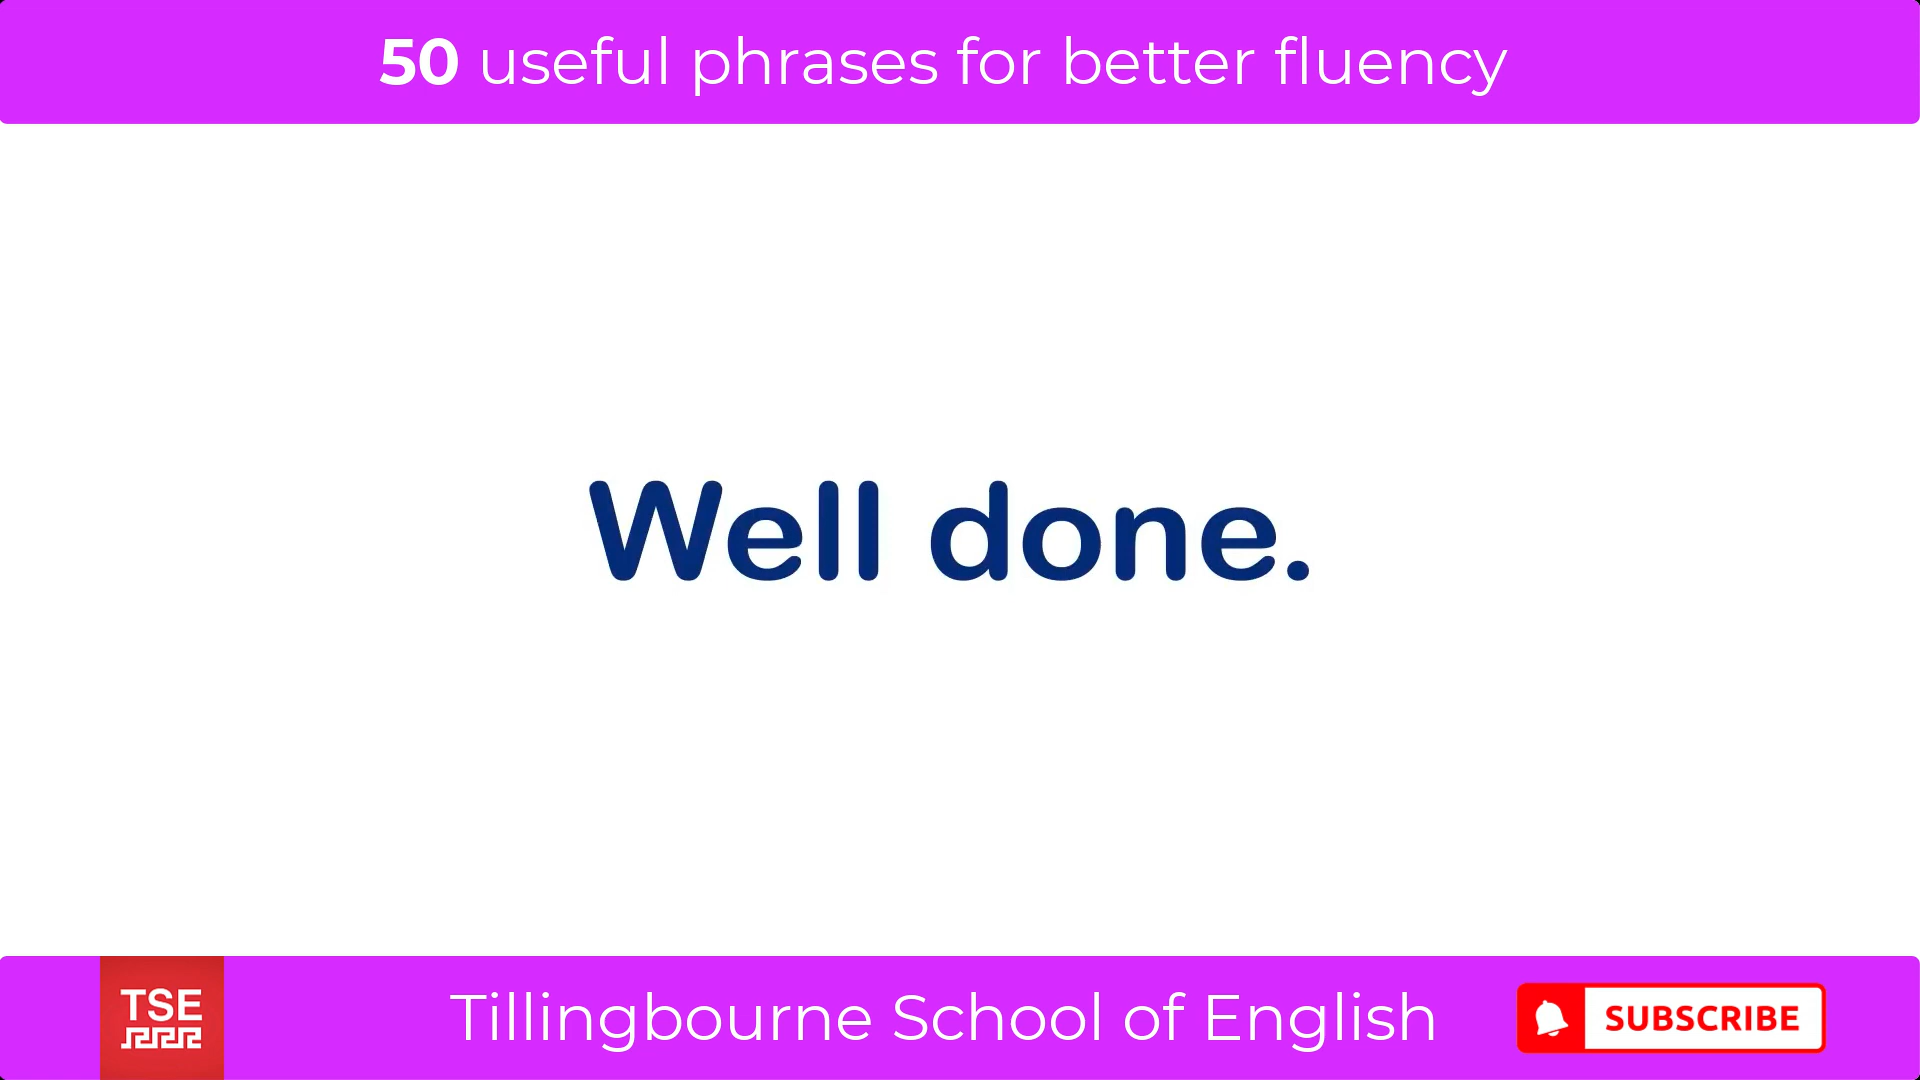 50 useful phrases for better fluency
Well done.
TSE
Tillingbourne School of English
SUBSCRIBE